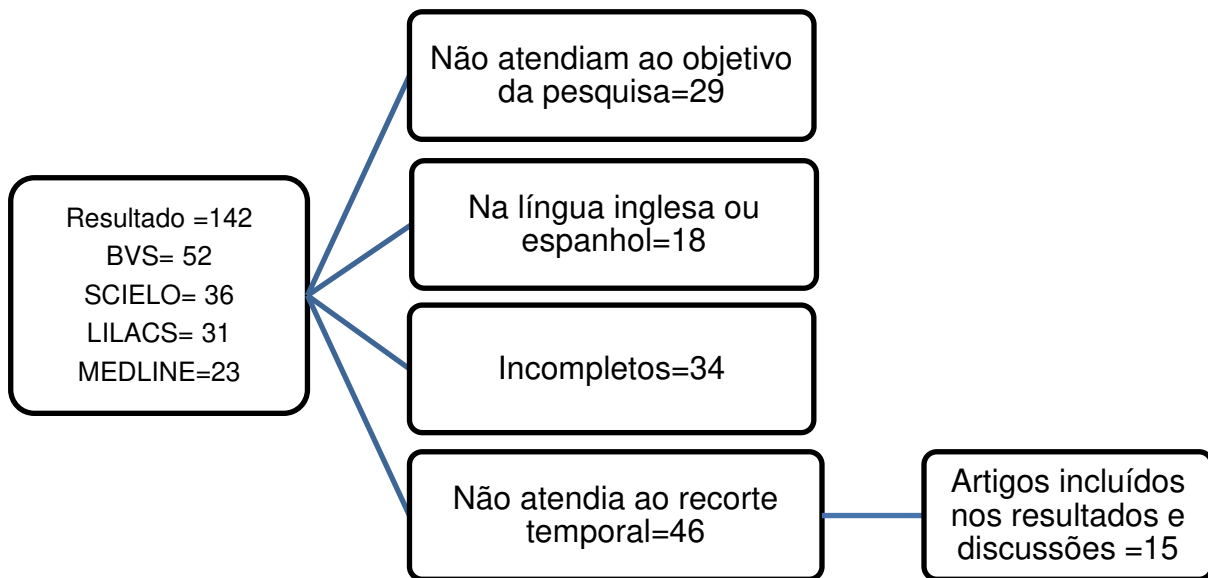 Resultado =142
BVS= 52
SCIELO= 36
LILACS= 31
MEDLINE=23
Não atendiam ao objetivo
da pesquisa=29
Na língua inglesa ou
espanhol=18
Incompletos=34
Não atendia ao recorte
temporal=46
Artigos incluídos
nos resultados e
discussões =15